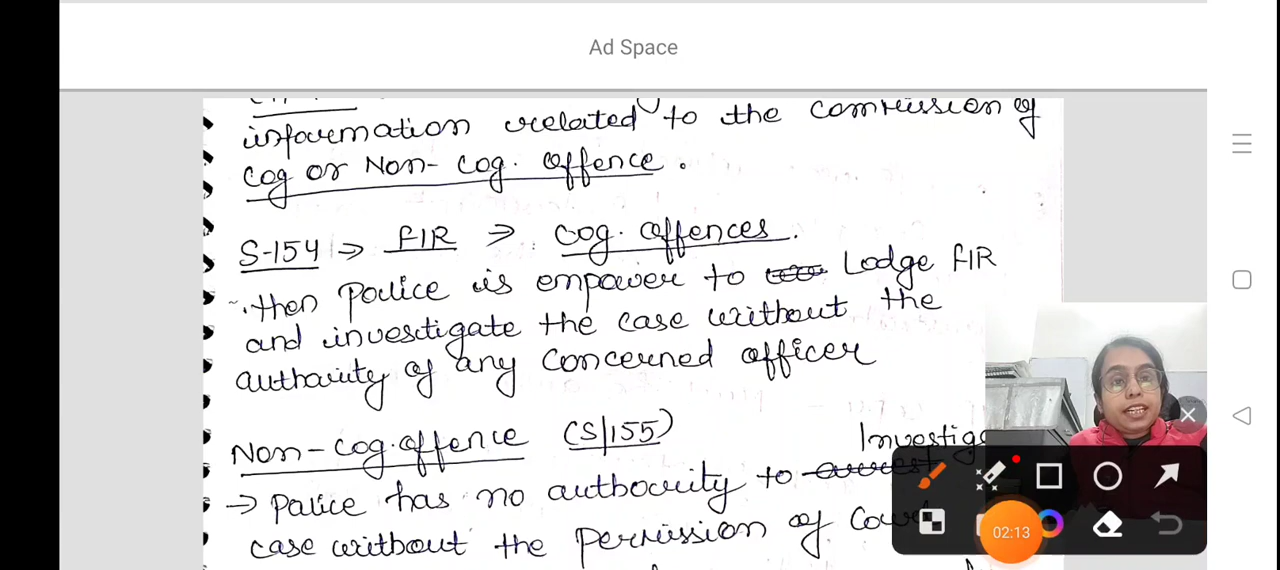 Ad Space
information related to the commission of
Cog or Non-Cog. offence.
S-154 → FIR → Cog. offences.
then Police is empower to Lodge FIR
and investigate the case without the
authority of any concerned officer
Non-Cog. offence (S/155)
Investig
→ Police has no authority to
case without the permission of Cour
02:13